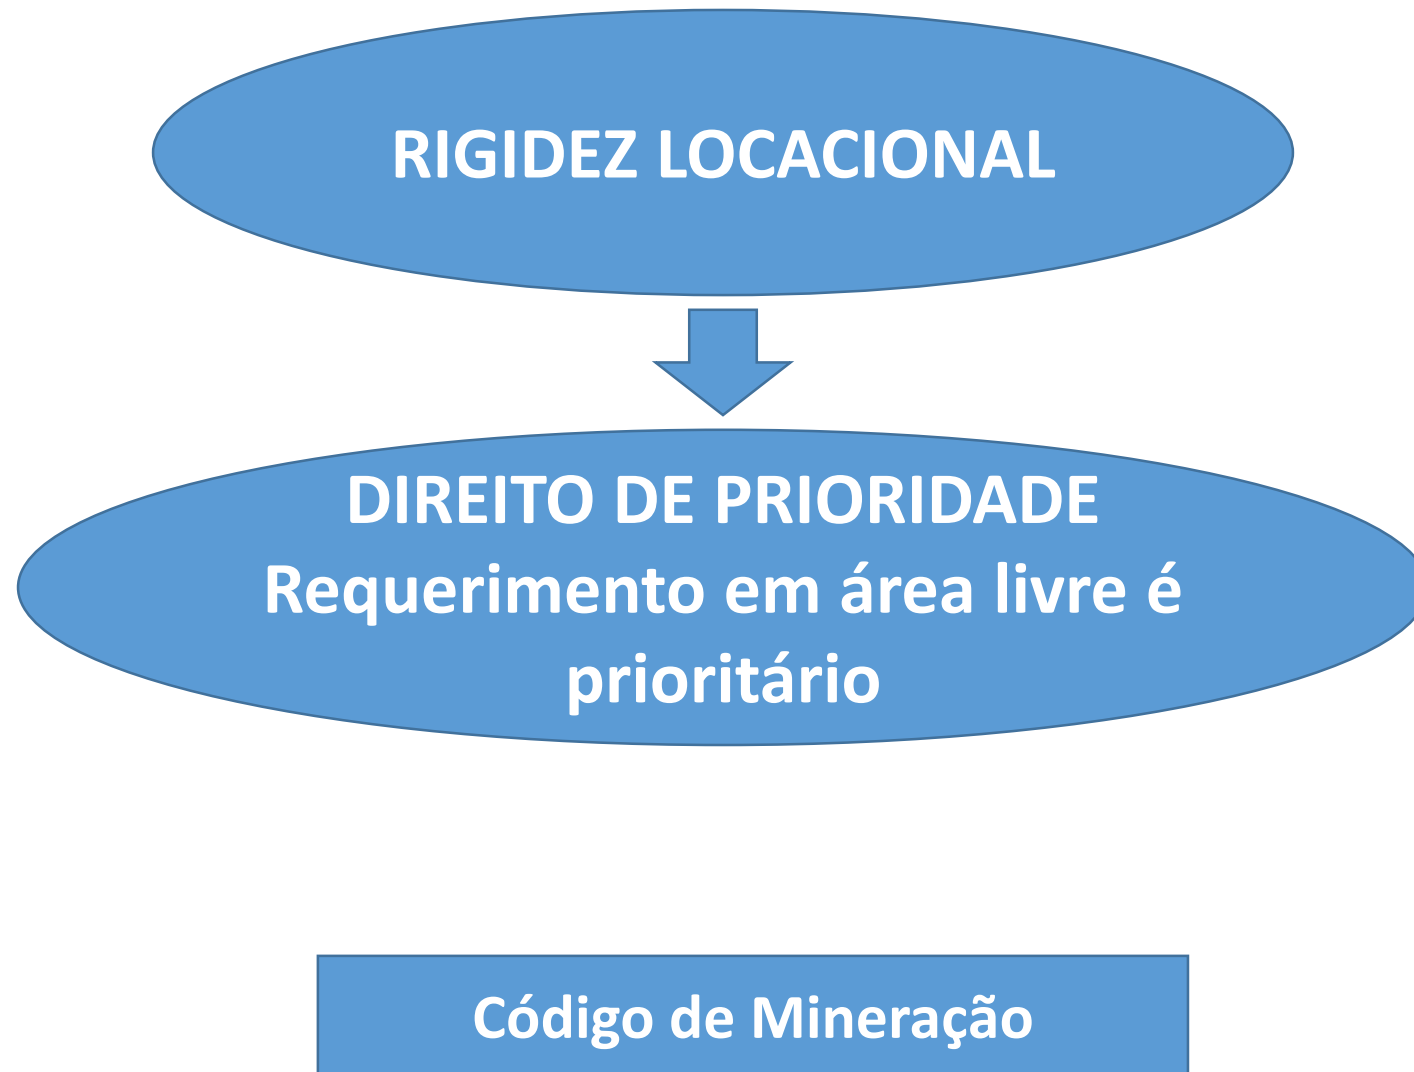 RIGIDEZ LOCACIONAL
DIREITO DE PRIORIDADE
Requerimento em área livre é
prioritário
Código de Mineração